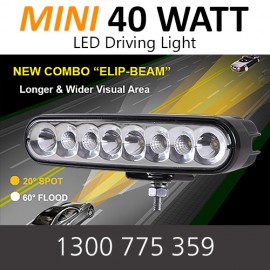 MINI 40 WATT
LED Driving Light
NEW COMBO “ELIP-BEAM”
Longer & Wider Visual Area
20° SPOT
60° FLOOD
1300 775 359